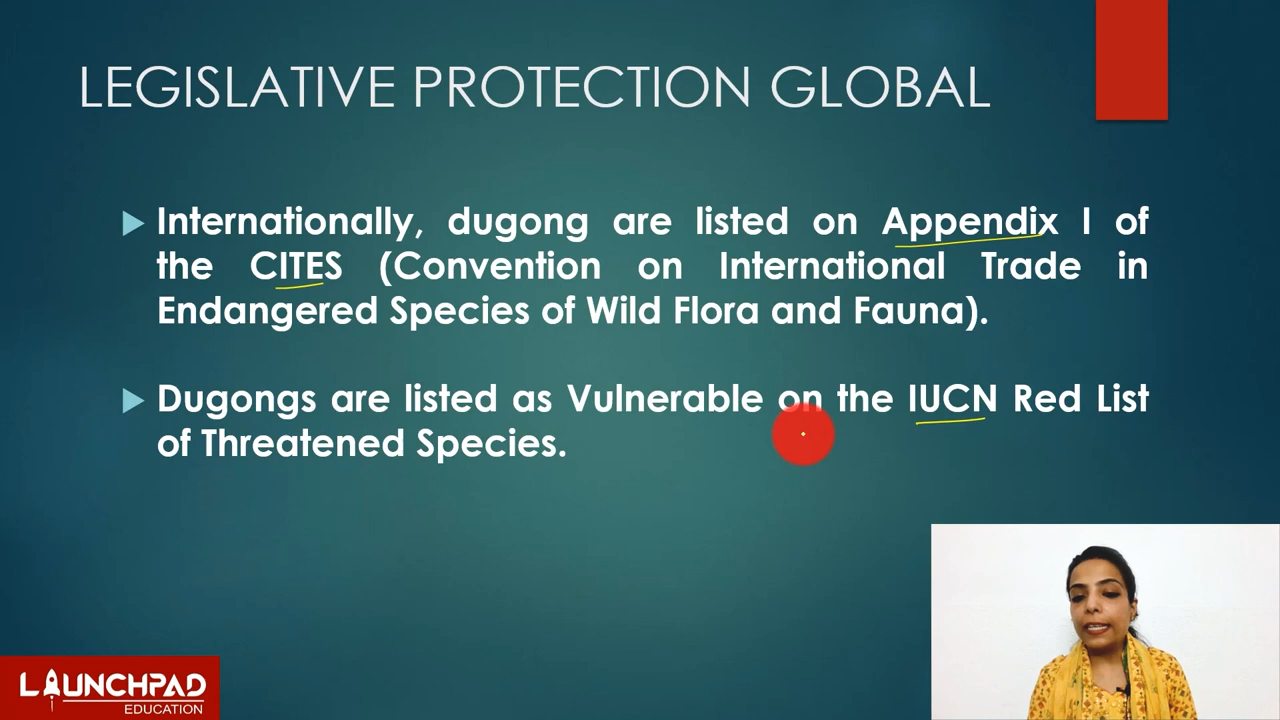 LEGISLATIVE PROTECTION GLOBAL
Internationally, dugong are listed on Appendix I of
the CITES (Convention on International Trade in
Endangered Species of Wild Flora and Fauna).
Dugongs are listed as Vulnerable on the IUCN Red List
of Threatened Species.
LAUNCHPAD
EDUCATION